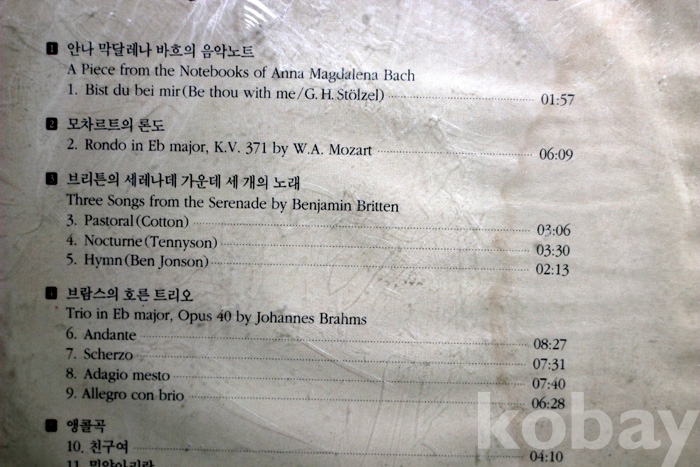 1 안나 막달레나 바흐의 음악노트
A Piece from the Notebooks of Anna Magdalena Bach
1. Bist du bei mir(Be thou with me/G.H.Stölzel) 01:57
2 모차르트의 론도
2. Rondo in Eb major, K.V. 371 by W.A. Mozart 06:09
3 브리튼의 세레나데 가운데 세 개의 노래
Three Songs from the Serenade by Benjamin Britten
3. Pastoral(Cotton) 03:06
4. Nocturne(Tennyson) 03:30
5. Hymn(Ben Jonson) 02:13
브람스의 호른 트리오
Trio in Eb major, Opus 40 by Johannes Brahms
6. Andante 08:27
7. Scherzo 07:31
8. Adagio mesto 07:40
9. Allegro con brio 06:28
앵콜곡
10. 친구여 04:10
11. 밀양아리랑
kobay